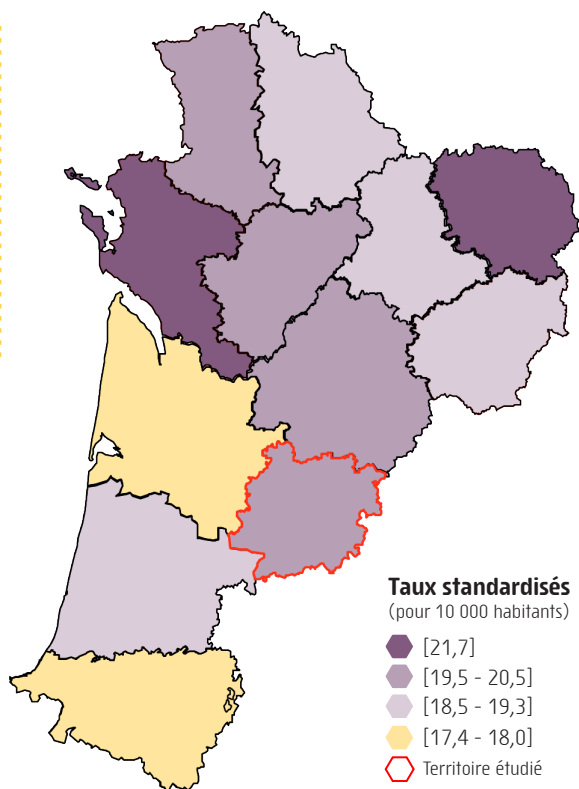 Taux standardisés
(pour 10 000 habitants)
[21,7]
[19,5 - 20,5]
[18,5 - 19,3]
[17,4 - 18,0]
Territoire étudié